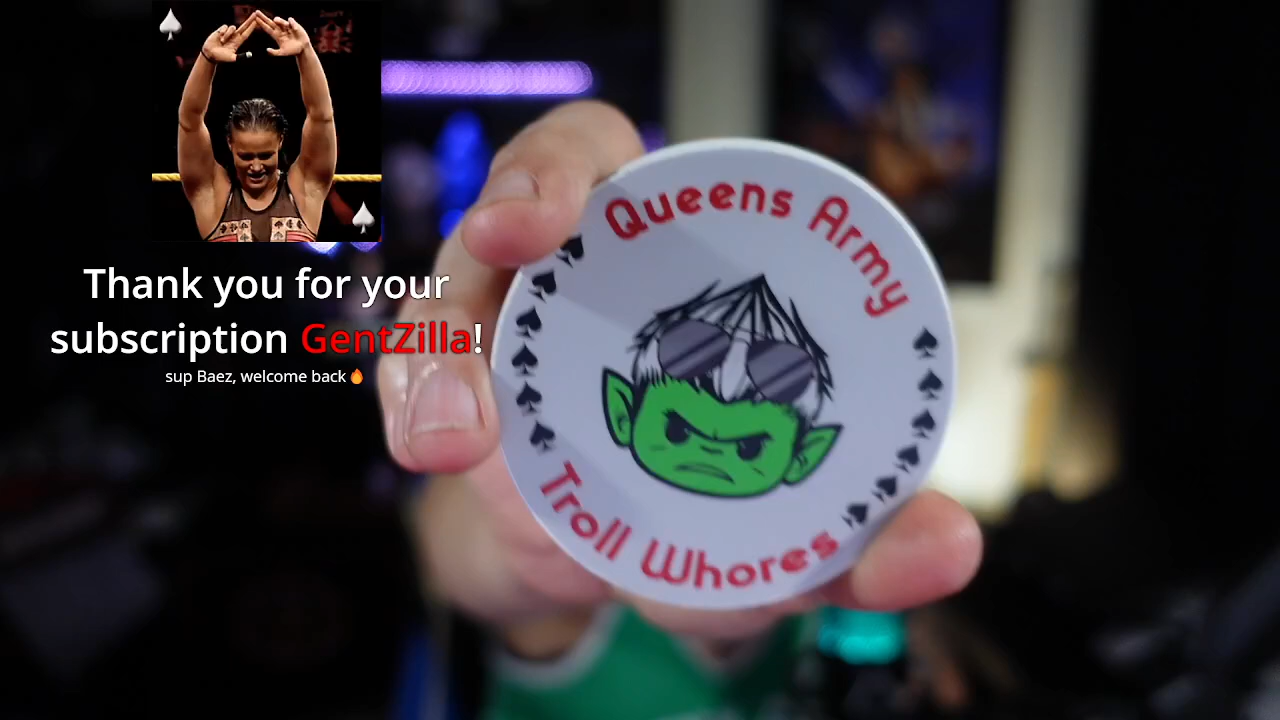 Thank you for your
subscription GentZilla!
sup Baez, welcome back🔥
Queens Army
Troll Whores